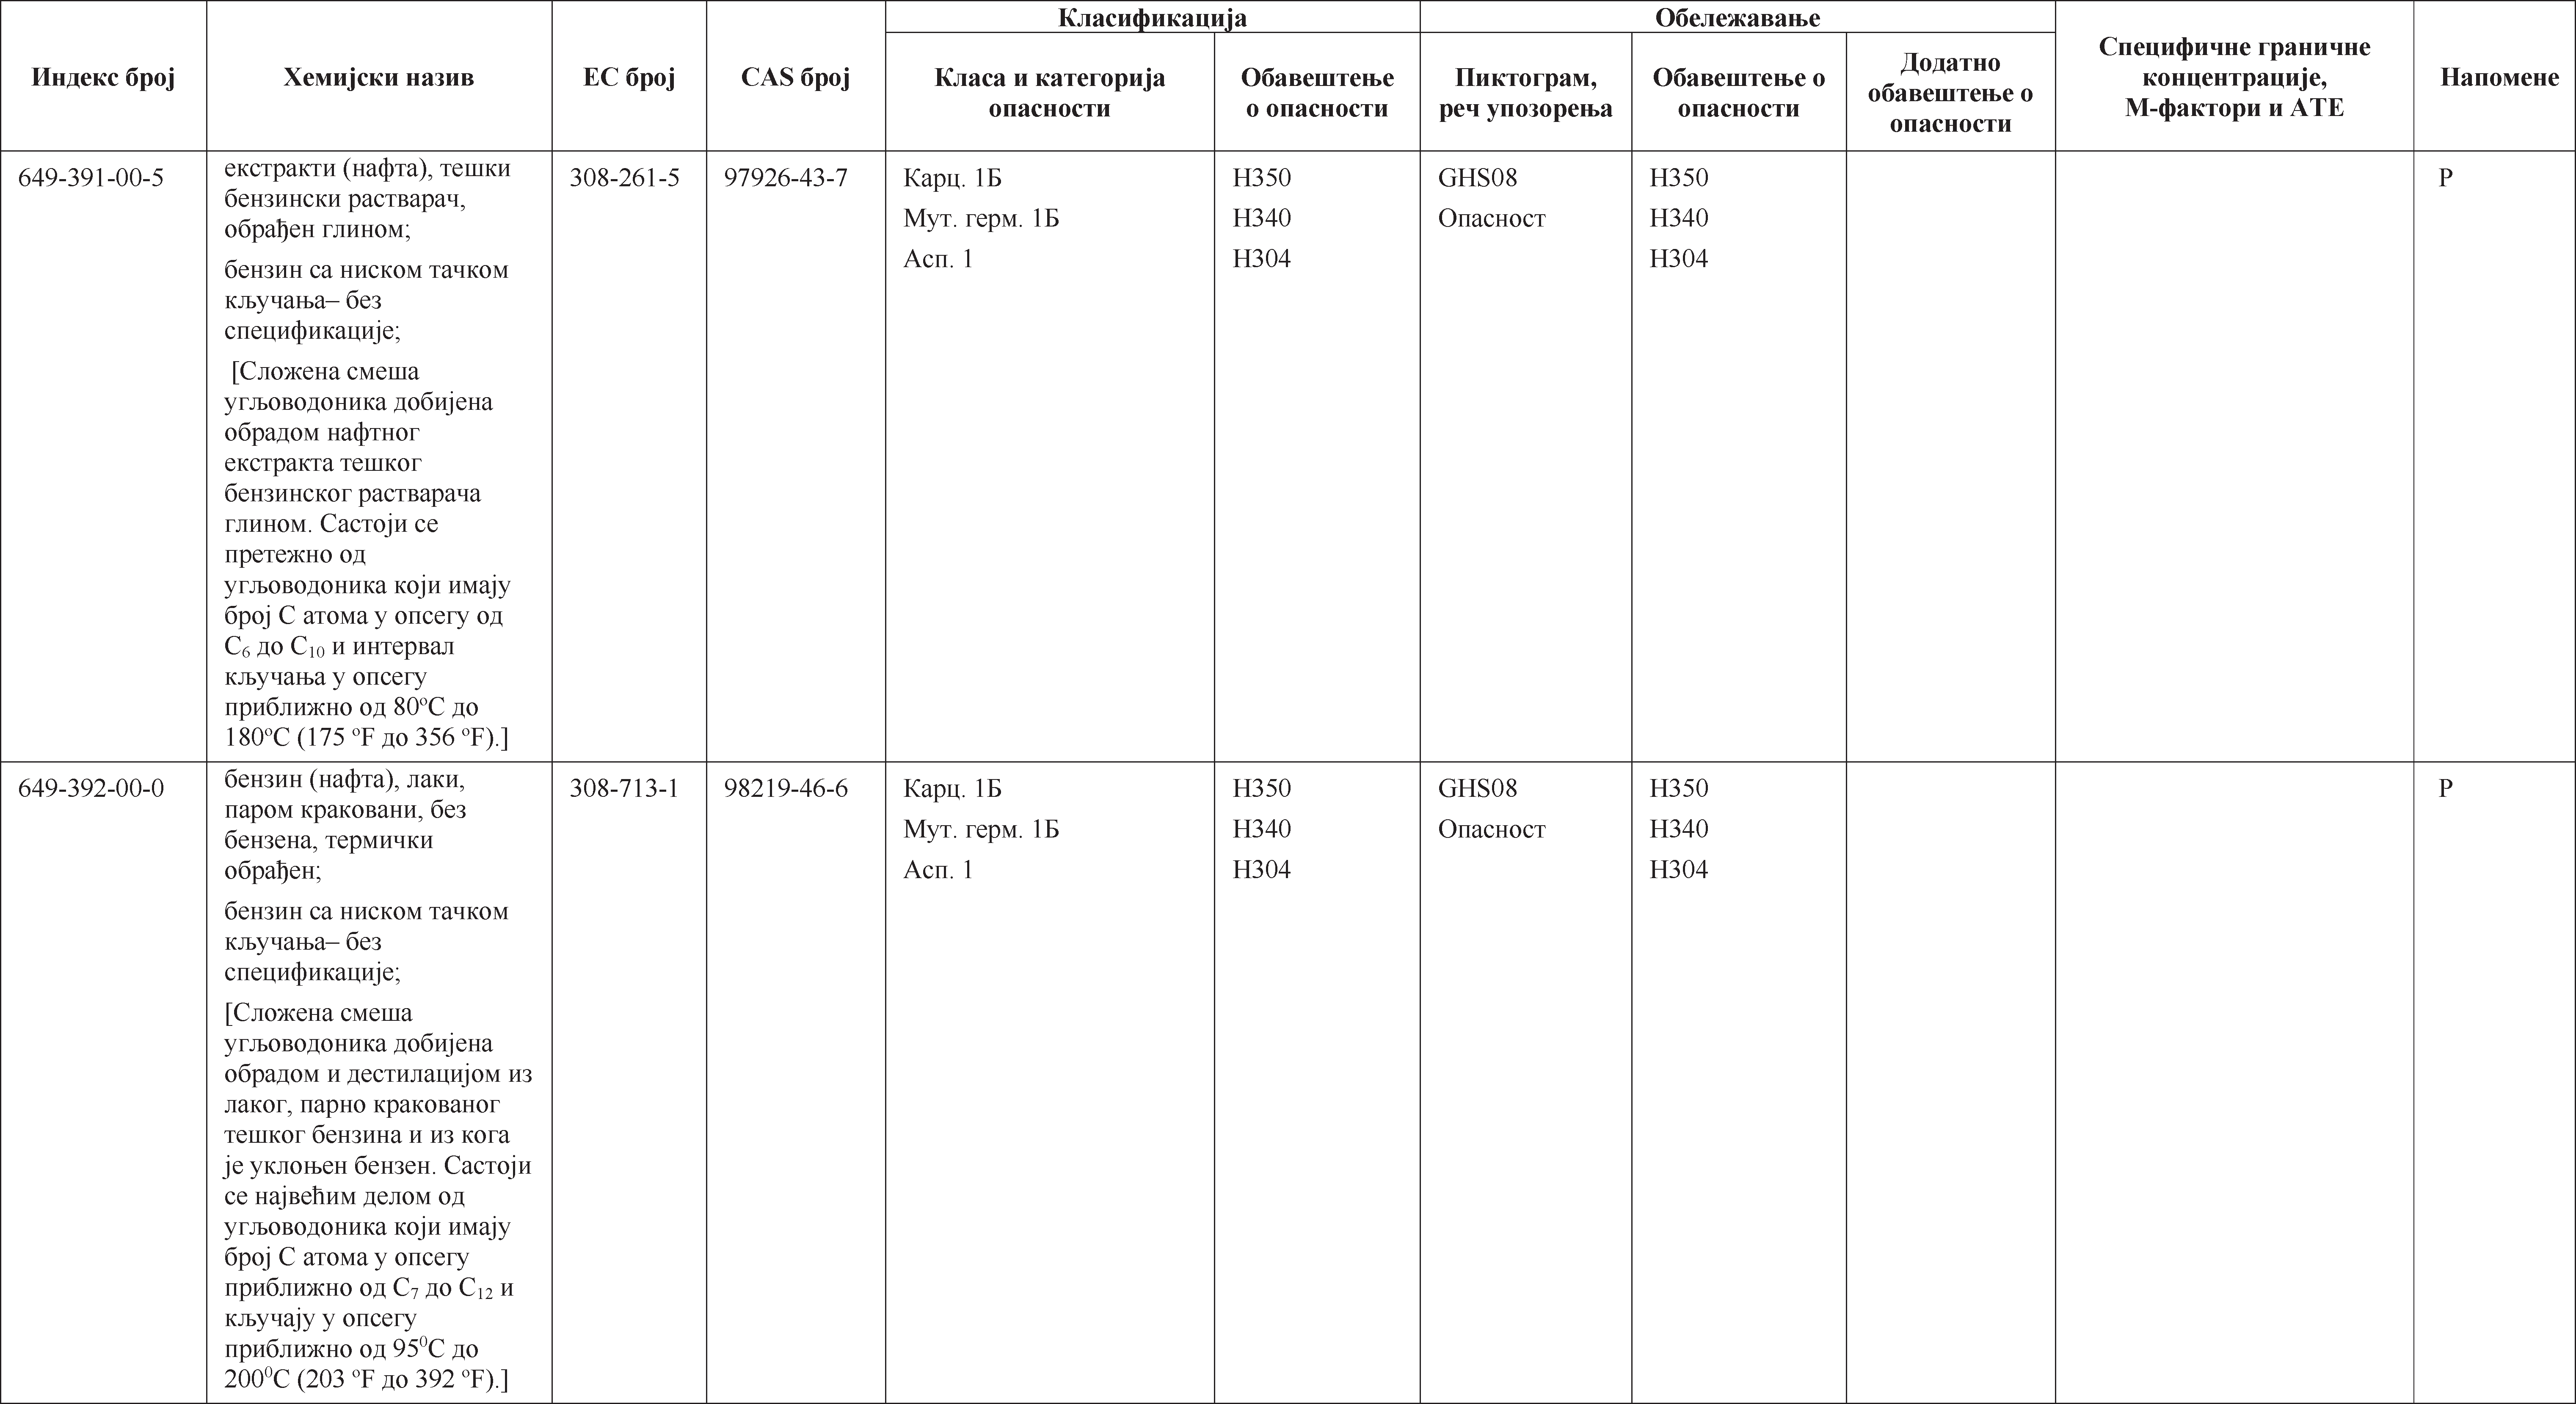 Класификација
Обележавање
Индекс број
Хемијски назив
ЕС број
CAS број
Класа и категорија
опасности
Обавештење
о опасности
Пиктограм,
реч упозорења
Обавештење о
опасности
Додатно
обавештење о
опасности
Специфичне граничне
концентрације,
М-фактори и АТЕ
Напомене
649-391-00-5
екстракти (нафта), тешки
бензински растварач,
обрађен глином;
бензин са ниском тачком
кључања– без
спецификације;
[Сложена смеша
угљоводоника добијена
обрадом нафтног
екстракта тешког
бензинског растварача
глином. Састоји се
претежно од
угљоводоника који имају
број С атома у опсегу од
C₆ до C₁₀ и интервал
кључања у опсегу
приближно од 80ºC до
180ºC (175 ºF до 356 ºF).]
308-261-5
97926-43-7
Карц. 1Б
Мут. герм. 1Б
Асп. 1
H350
H340
H304
GHS08
Опасност
H350
H340
H304
P
649-392-00-0
бензин (нафта), лаки,
паром краковани, без
бензена, термички
обрађен;
бензин са ниском тачком
кључања– без
спецификације;
[Сложена смеша
угљоводоника добијена
обрадом и дестилацијом из
лаког, парно кракованог
тешког бензина и из кога
је уклоњен бензен. Састоји
се највећим делом од
угљоводоника који имају
број С атома у опсегу
приближно од C₇ до C₁₂ и
кључају у опсегу
приближно од 95⁰C до
200⁰C (203 ºF до 392 ºF).]
308-713-1
98219-46-6
Карц. 1Б
Мут. герм. 1Б
Асп. 1
H350
H340
H304
GHS08
Опасност
H350
H340
H304
P